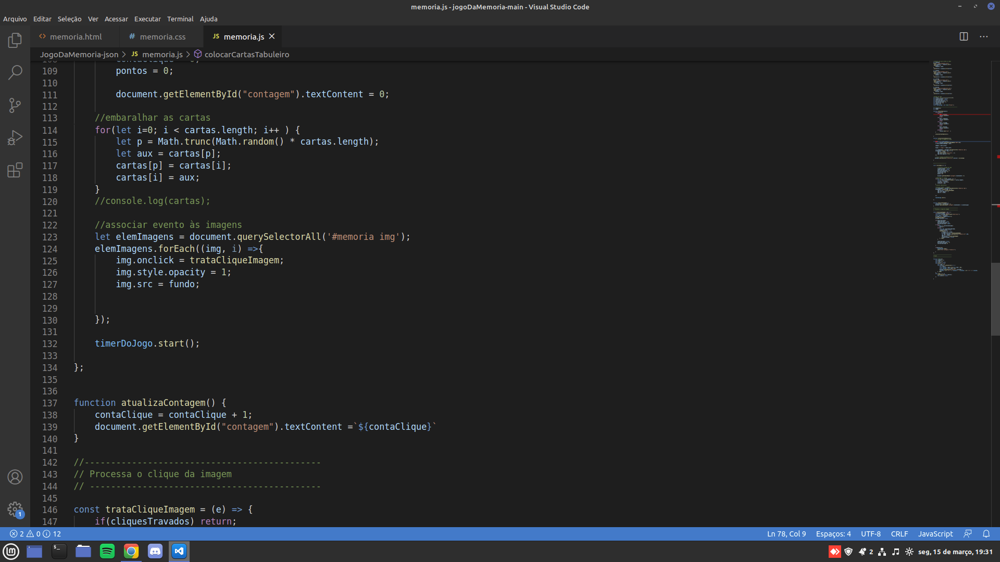 memoria.js - jogoDaMemoria-main - Visual Studio Code
Arquivo Editar Seleção Ver Acessar Executar Terminal Ajuda
<> memoria.html # memoria.css JS memoria.js
JogoDaMemoria-json > JS memoria.js > colocarCartasTabuleiro
109 pontos = 0;
110
111 document.getElementById("contagem").textContent = 0;
112
113 //embaralhar as cartas
114 for(let i=0; i < cartas.length; i++ ) {
115 let p = Math.trunc(Math.random() * cartas.length);
116 let aux = cartas[p];
117 cartas[p] = cartas[i];
118 cartas[i] = aux;
119 }
120 //console.log(cartas);
121
122 //associar evento às imagens
123 let elemImagens = document.querySelectorAll('#memoria img');
124 elemImagens.forEach((img, i) =>{
125 img.onclick = trataCliqueImagem;
126 img.style.opacity = 1;
127 img.src = fundo;
128
129
130 });
131
132 timerDoJogo.start();
133
134 };
135
136
137 function atualizaContagem() {
138 contaClique = contaClique + 1;
139 document.getElementById("contagem").textContent =`${contaClique}`
140 }
141
142 //---------------------------------------------
143 // Processa o clique da imagem
144 // --------------------------------------------
145
146 const trataCliqueImagem = (e) => {
147 if(cliquesTravados) return;
1
2 0 12 Ln 78, Col 9 Espaços: 4 UTF-8 CRLF JavaScript
2 seg, 15 de março, 19:31